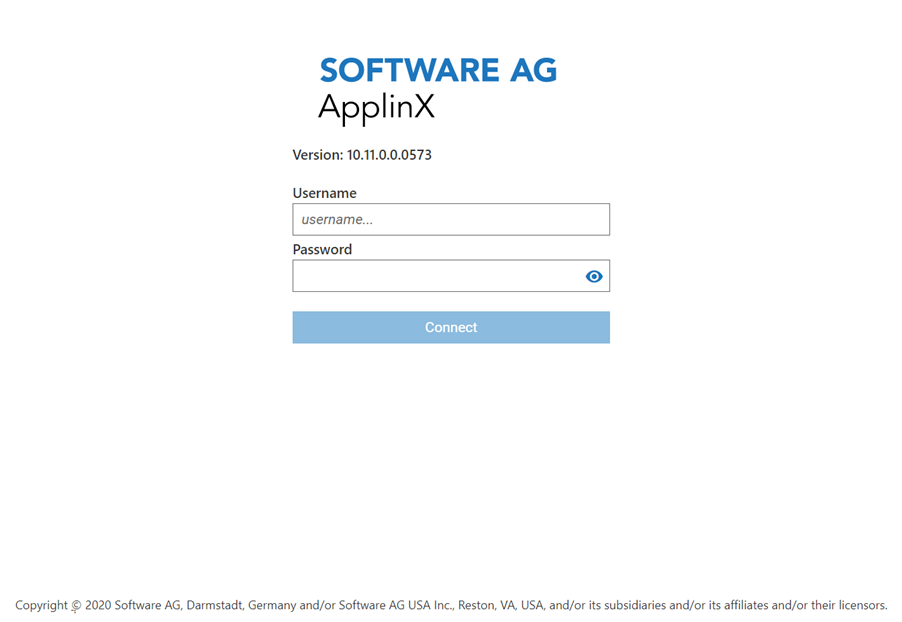 SOFTWARE AG
ApplinX
Version: 10.11.0.0.0573
Username
username...
Password
Connect
Copyright © 2020 Software AG, Darmstadt, Germany and/or Software AG USA Inc., Reston, VA, USA, and/or its subsidiaries and/or its affiliates and/or their licensors.